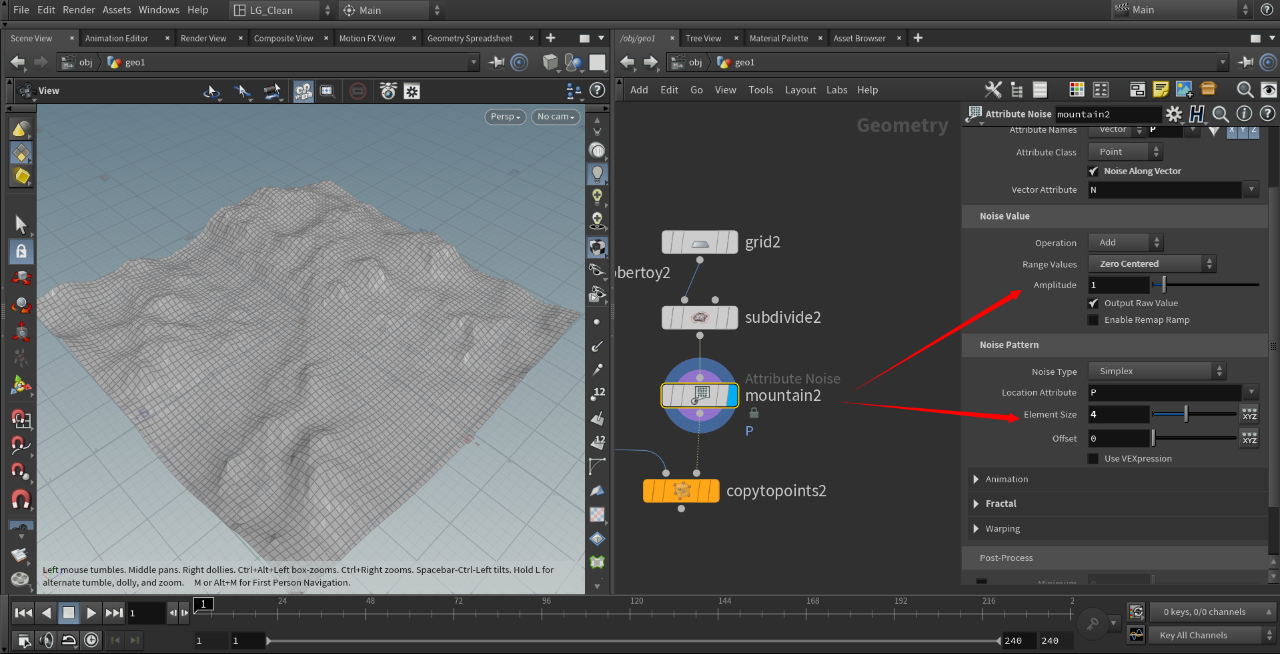 File Edit Render Assets Windows Help LG_Clean Main Main
Scene View Animation Editor Render View Composite View Motion FX View Geometry Spreadsheet
/obj/geo1 Tree View Material Palette Asset Browser
obj geo1
obj geo1
View
Add Edit Go View Tools Layout Labs Help
Persp No cam
Geometry
Attribute Noise mountain2
Attribute Names Vector P X Y Z
Attribute Class Point
Noise Along Vector
Vector Attribute N
Noise Value
Operation Add
Range Values Zero Centered
Amplitude 1
Output Raw Value
Enable Remap Ramp
Noise Pattern
Noise Type Simplex
Location Attribute P
Element Size 4 XYZ
Offset 0 XYZ
Use VEXpression
Animation
Fractal
Warping
Post-Process
Minimum
grid2
bertoy2
subdivide2
Attribute Noise
mountain2
P
copytopoints2
12
12
Left mouse tumbles. Middle pans. Right dollies. Ctrl+Alt+Left box-zooms. Ctrl+Right zooms. Spacebar-Ctrl-Left tilts. Hold L for
alternate tumble, dolly, and zoom. M or Alt+M for First Person Navigation.
1 1 24 48 72 96 120 144 168 192 216 2
0 keys, 0/0 channels
1 1 240 240
Key All Channels